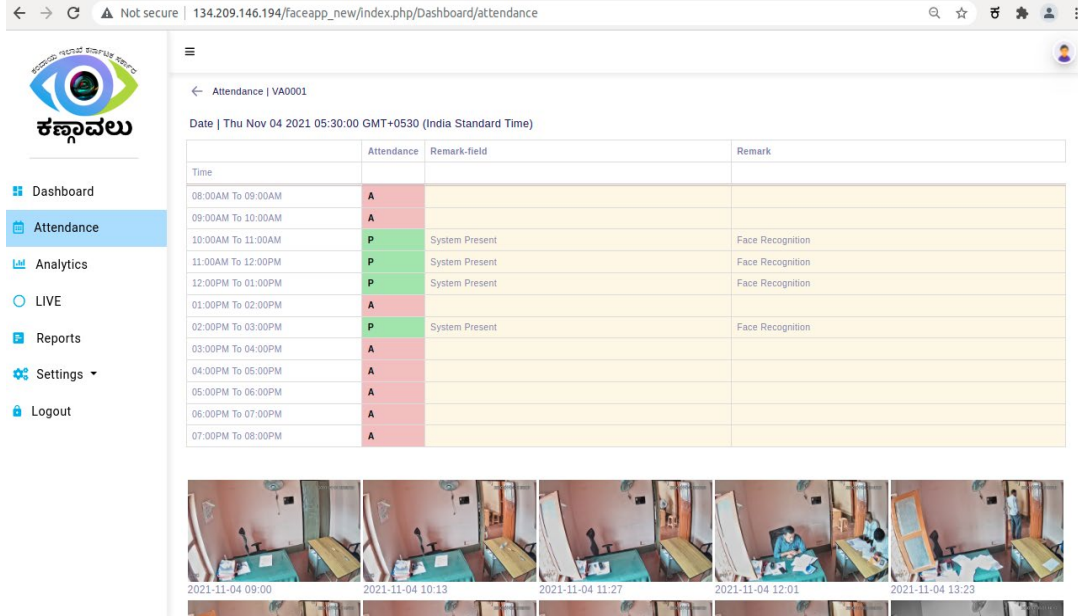 Not secure | 134.209.146.194/faceapp_new/index.php/Dashboard/attendance
ಕ
ಕಂದಾಯ ಇಲಾಖೆ ಕರ್ನಾಟಕ ಸರ್ಕಾರ
ಕಣ್ಗಾವಲು
Dashboard
Attendance
Analytics
LIVE
Reports
Settings
Logout
Attendance | VA0001
Date | Thu Nov 04 2021 05:30:00 GMT+0530 (India Standard Time)
Attendance Remark-field Remark
Time
08:00AM To 09:00AM A
09:00AM To 10:00AM A
10:00AM To 11:00AM P System Present Face Recognition
11:00AM To 12:00PM P System Present Face Recognition
12:00PM To 01:00PM P System Present Face Recognition
01:00PM To 02:00PM A
02:00PM To 03:00PM P System Present Face Recognition
03:00PM To 04:00PM A
04:00PM To 05:00PM A
05:00PM To 06:00PM A
06:00PM To 07:00PM A
07:00PM To 08:00PM A
2021-11-04 09:00 2021-11-04 10:13 2021-11-04 11:27 2021-11-04 12:01 2021-11-04 13:23